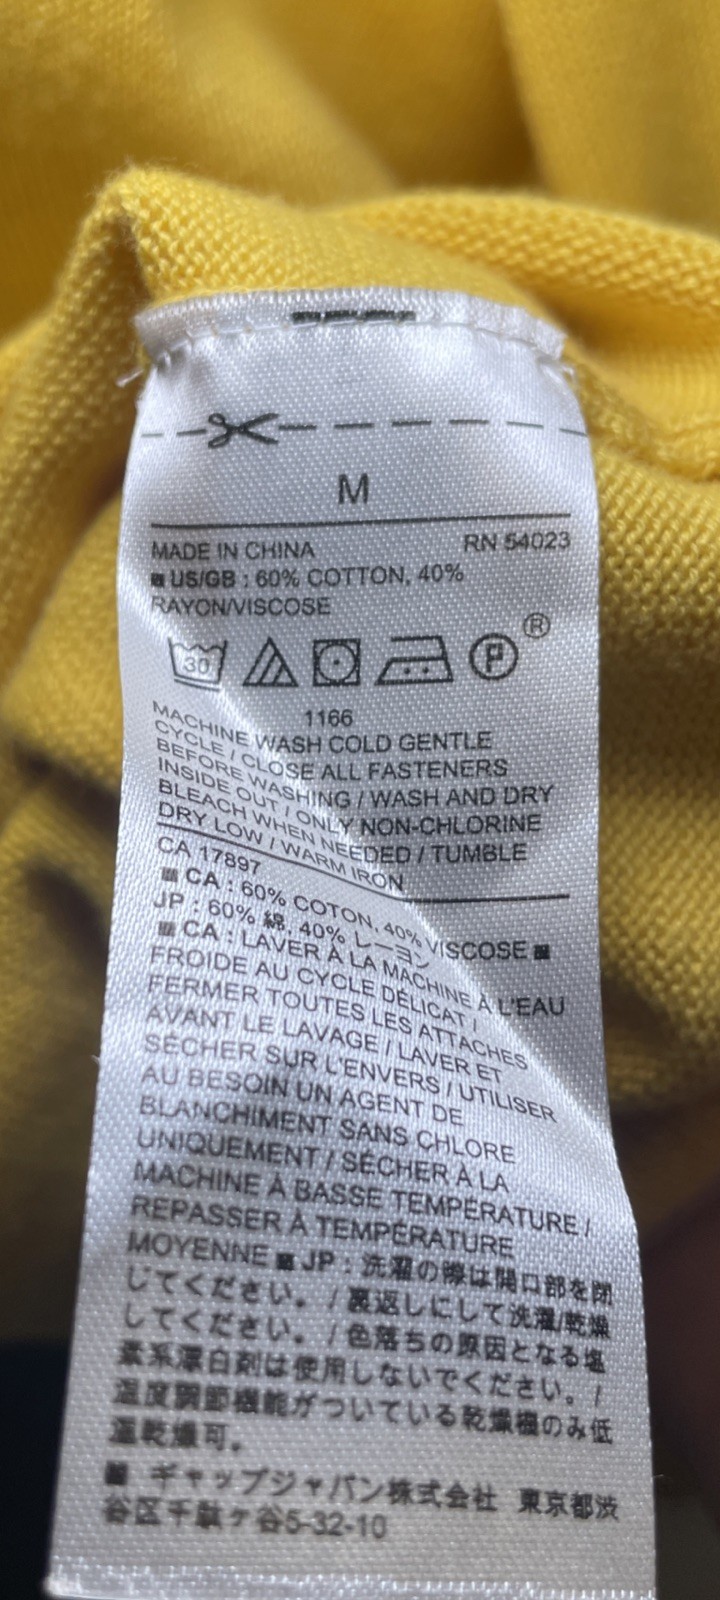 M
MADE IN CHINA RN 54023
■ US/GB : 60% COTTON, 40%
RAYON/VISCOSE
30 P ®
1166
MACHINE WASH COLD GENTLE
CYCLE / CLOSE ALL FASTENERS
BEFORE WASHING / WASH AND DRY
INSIDE OUT / ONLY NON-CHLORINE
BLEACH WHEN NEEDED / TUMBLE
DRY LOW / WARM IRON
CA 17897
■ CA : 60% COTON, 40% VISCOSE ■
JP : 60% 綿, 40% レーヨン
■ CA : LAVER À LA MACHINE À L'EAU
FROIDE AU CYCLE DÉLICAT /
FERMER TOUTES LES ATTACHES
AVANT LE LAVAGE / LAVER ET
SÉCHER SUR L'ENVERS / UTILISER
AU BESOIN UN AGENT DE
BLANCHIMENT SANS CHLORE
UNIQUEMENT / SÉCHER À LA
MACHINE À BASSE TEMPÉRATURE /
REPASSER À TEMPÉRATURE
MOYENNE ■ JP : 洗濯の際は開口部を閉
じてください。 / 裏返しにして洗濯/乾燥
してください。 / 色落ちの原因となる塩
素系漂白剤は使用しないでください。 /
温度調節機能がついている乾燥機のみ低
温乾燥可。
■ ギャップジャパン株式会社 東京都渋
谷区千駄ヶ谷5-32-10